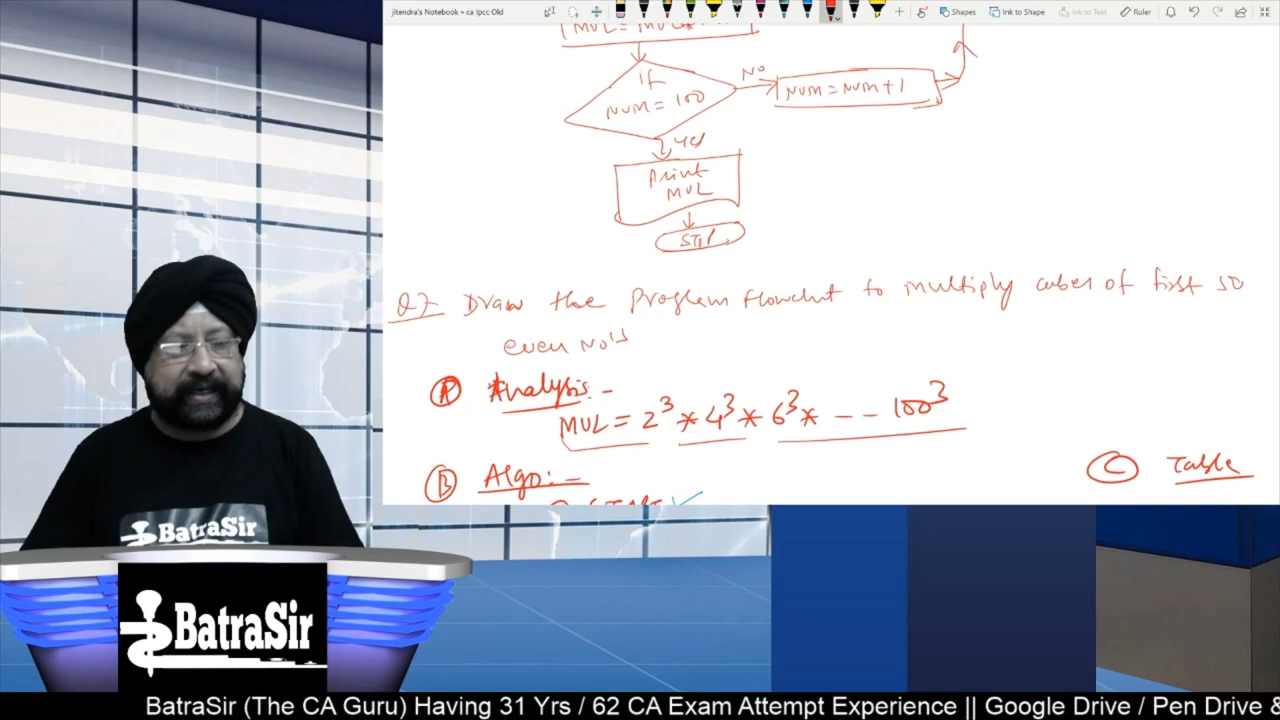 jitendra's Notebook » ca Ipcc Old
Shapes
Ink to Shape
Ink to Text
Ruler
MUL = MUL*
If
NUM = 100
No
NUM = NUM + 1
Yes
Print
MUL
STOP
Q7 Draw the program flowchart to multiply cubes of first 50
even No's
(A) Analysis -
MUL = 2³ * 4³ * 6³ * - - 100³
(B) Algo: -
(C) Table
START
BatraSir
BatraSir
BatraSir (The CA Guru) Having 31 Yrs / 62 CA Exam Attempt Experience || Google Drive / Pen Drive &